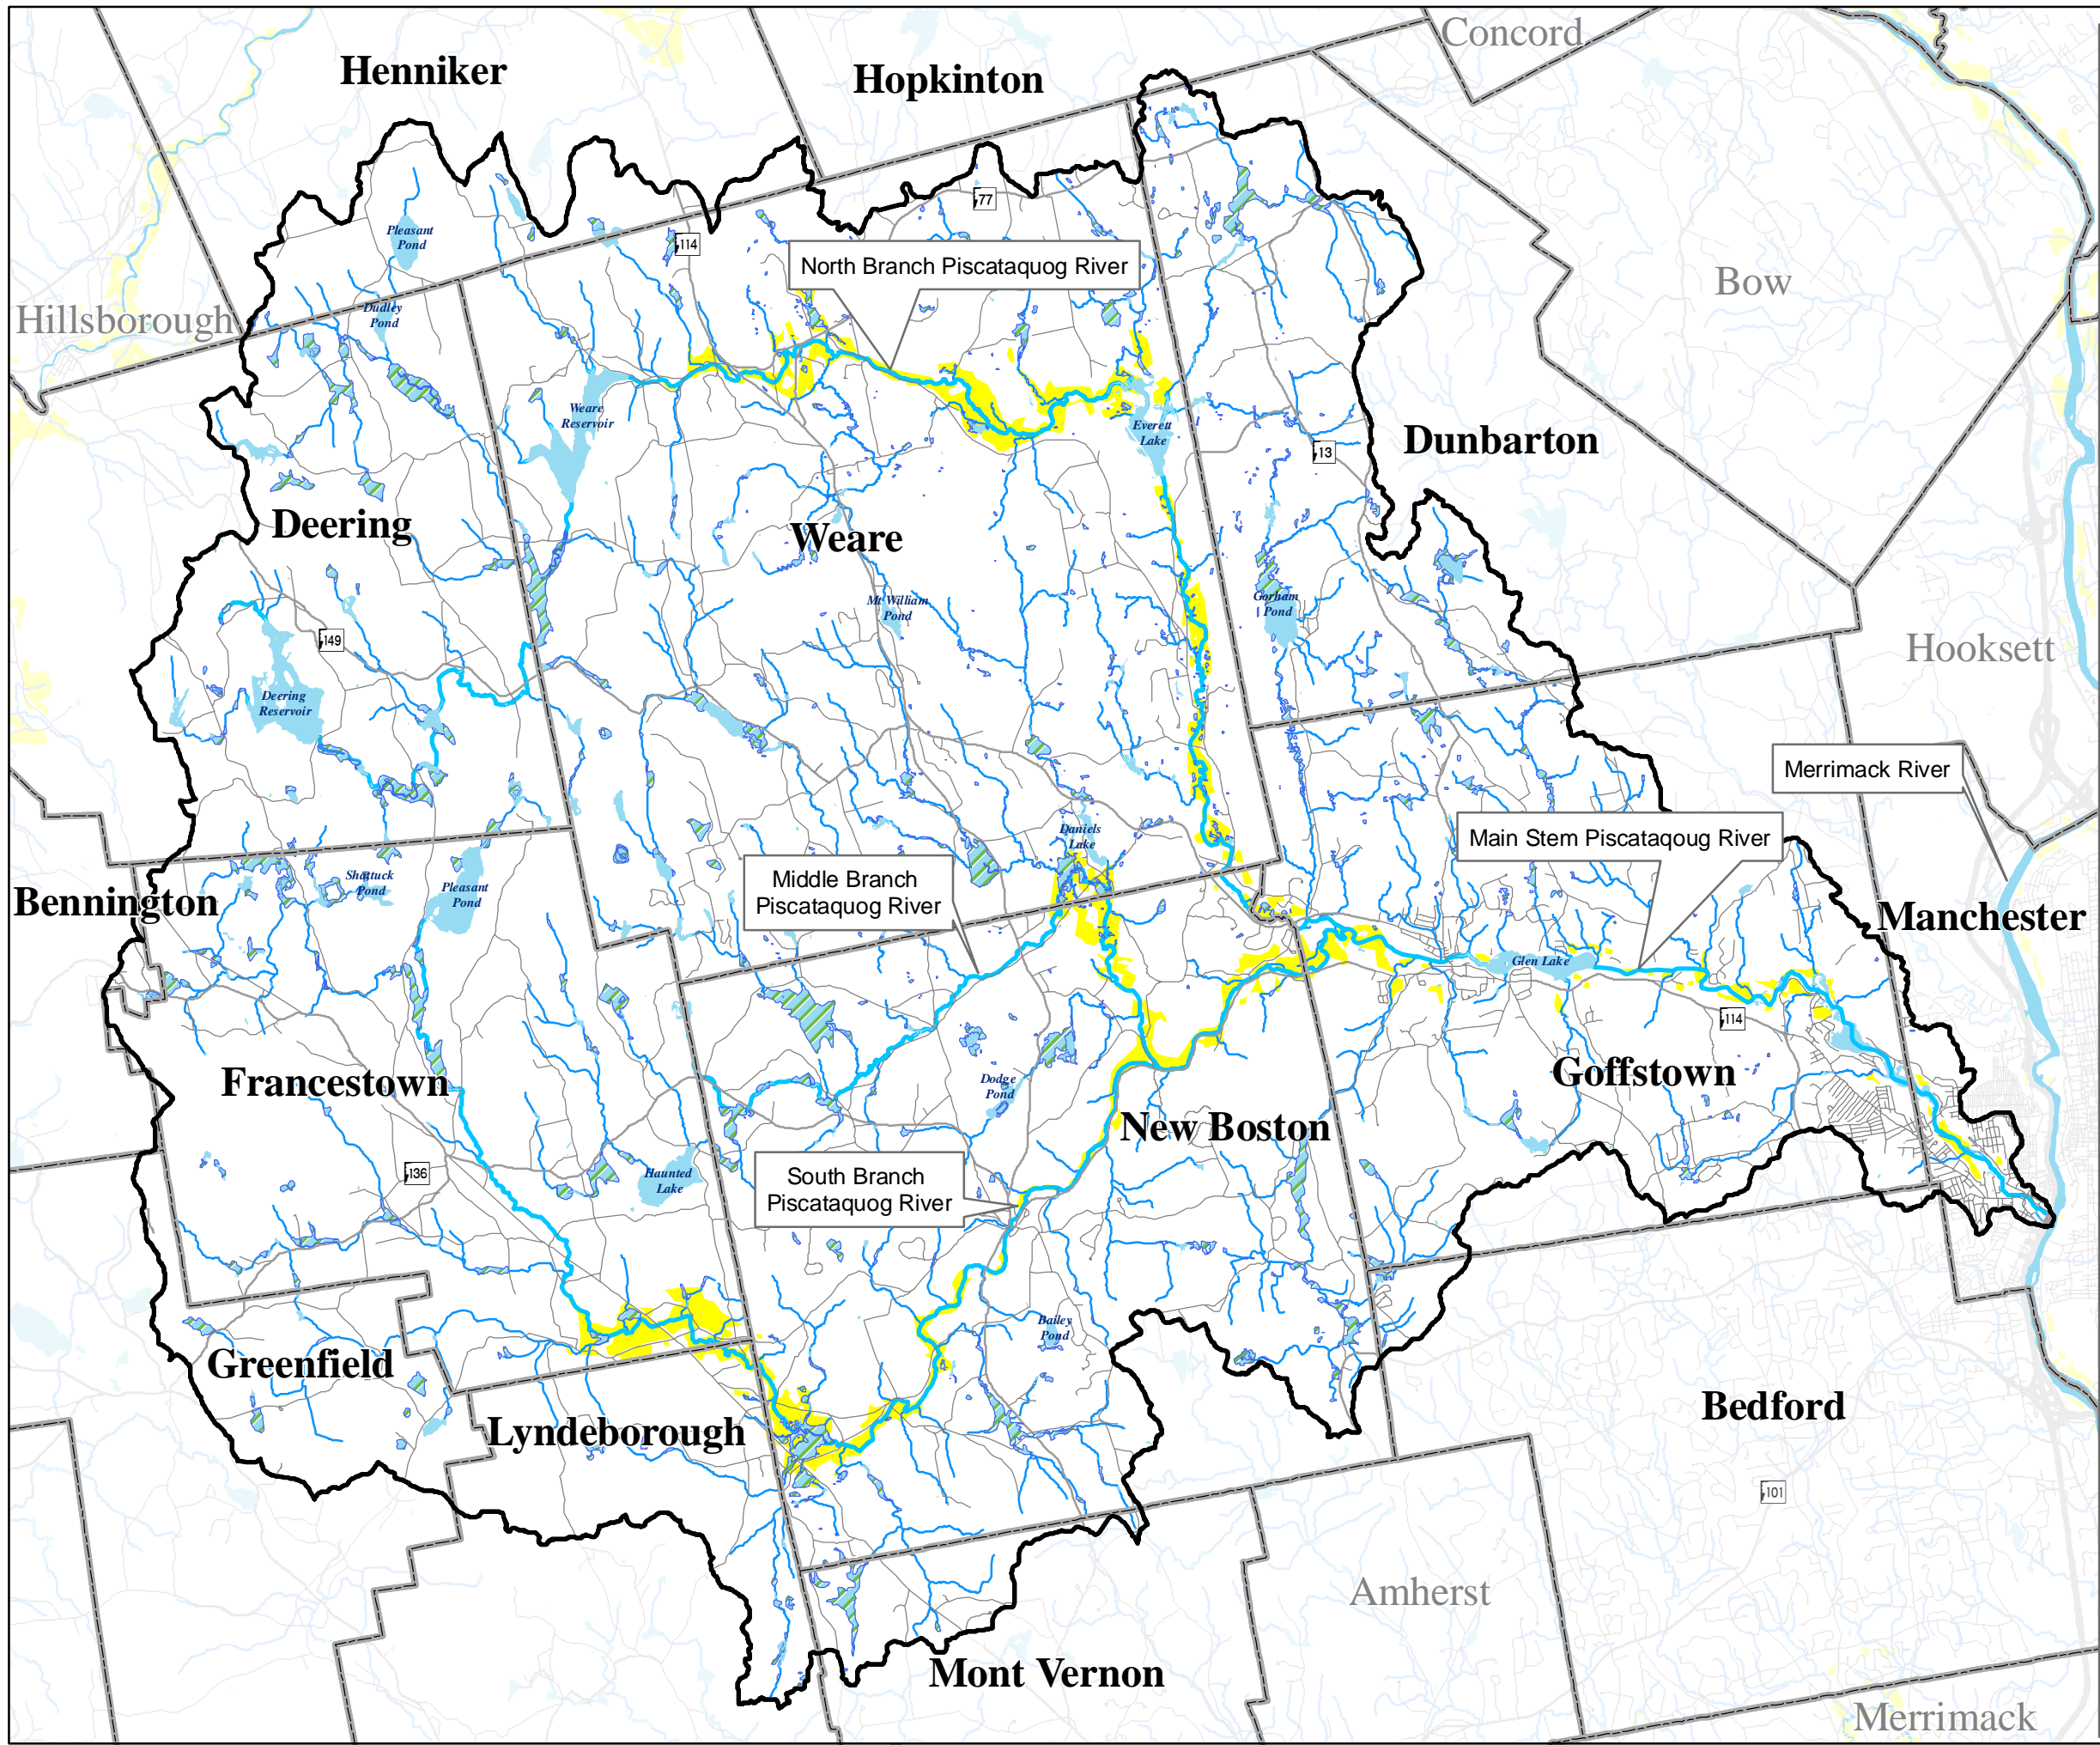 Concord
Henniker
Hopkinton
77
Pleasant
Pond
114
North Branch Piscataquog River
Bow
Hillsborough
Dudley
Pond
Weare
Reservoir
Everett
Lake
13
Dunbarton
Deering
Weare
Mt William
Pond
Gorham
Pond
149
Hooksett
Deering
Reservoir
Merrimack River
Daniels
Lake
Main Stem Piscataqoug River
Shattuck
Pond
Pleasant
Pond
Middle Branch
Piscataquog River
Bennington
Manchester
Glen Lake
114
Francestown
Dodge
Pond
Goffstown
New Boston
136
Haunted
Lake
South Branch
Piscataquog River
Bailey
Pond
Greenfield
Lyndeborough
Bedford
101
Amherst
Mont Vernon
Merrimack